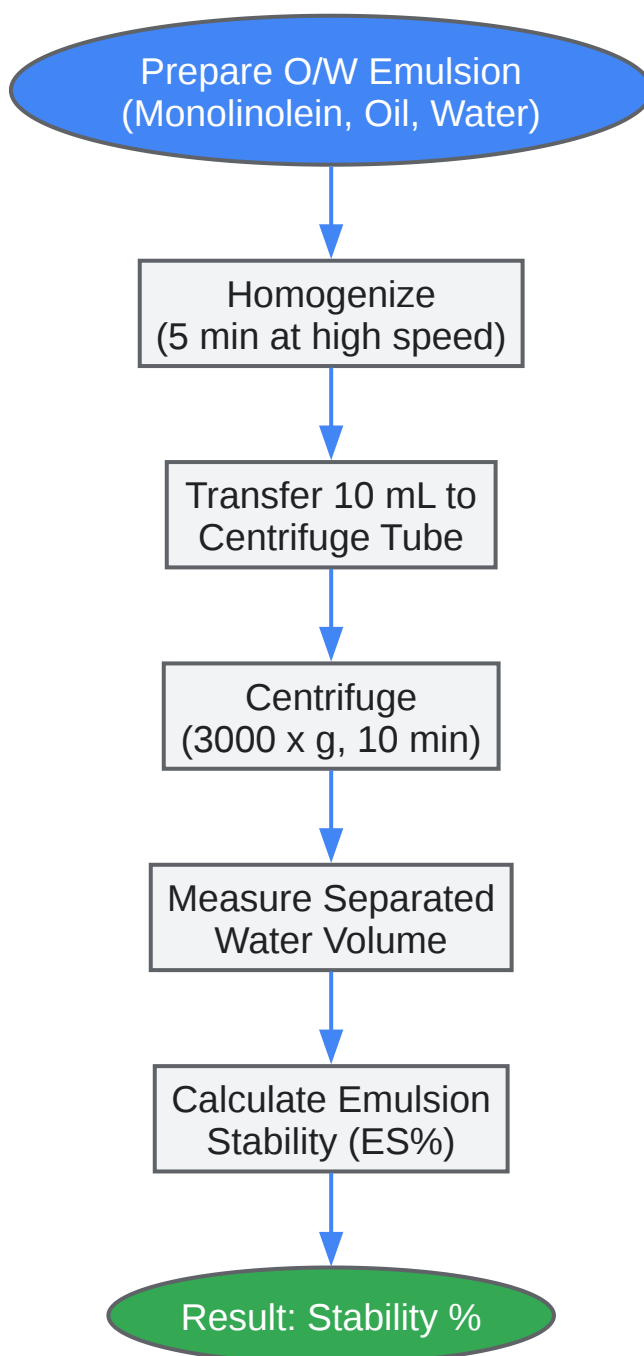 Prepare O/W Emulsion
(Monolinolein, Oil, Water)
Homogenize
(5 min at high speed)
Transfer 10 mL to
Centrifuge Tube
Centrifuge
(3000 x g, 10 min)
Measure Separated
Water Volume
Calculate Emulsion
Stability (ES%)
Result: Stability %